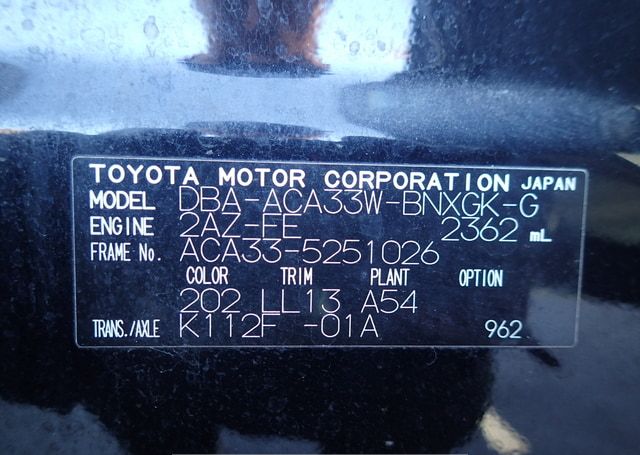 TOYOTA MOTOR CORPORATION JAPAN
MODEL DBA-ACA33W-BNXGK-G
ENGINE 2AZ-FE 2362 mL
FRAME No. ACA33-5251026
COLOR TRIM PLANT OPTION
202 LL13 A54
TRANS./AXLE K112F -01A 962